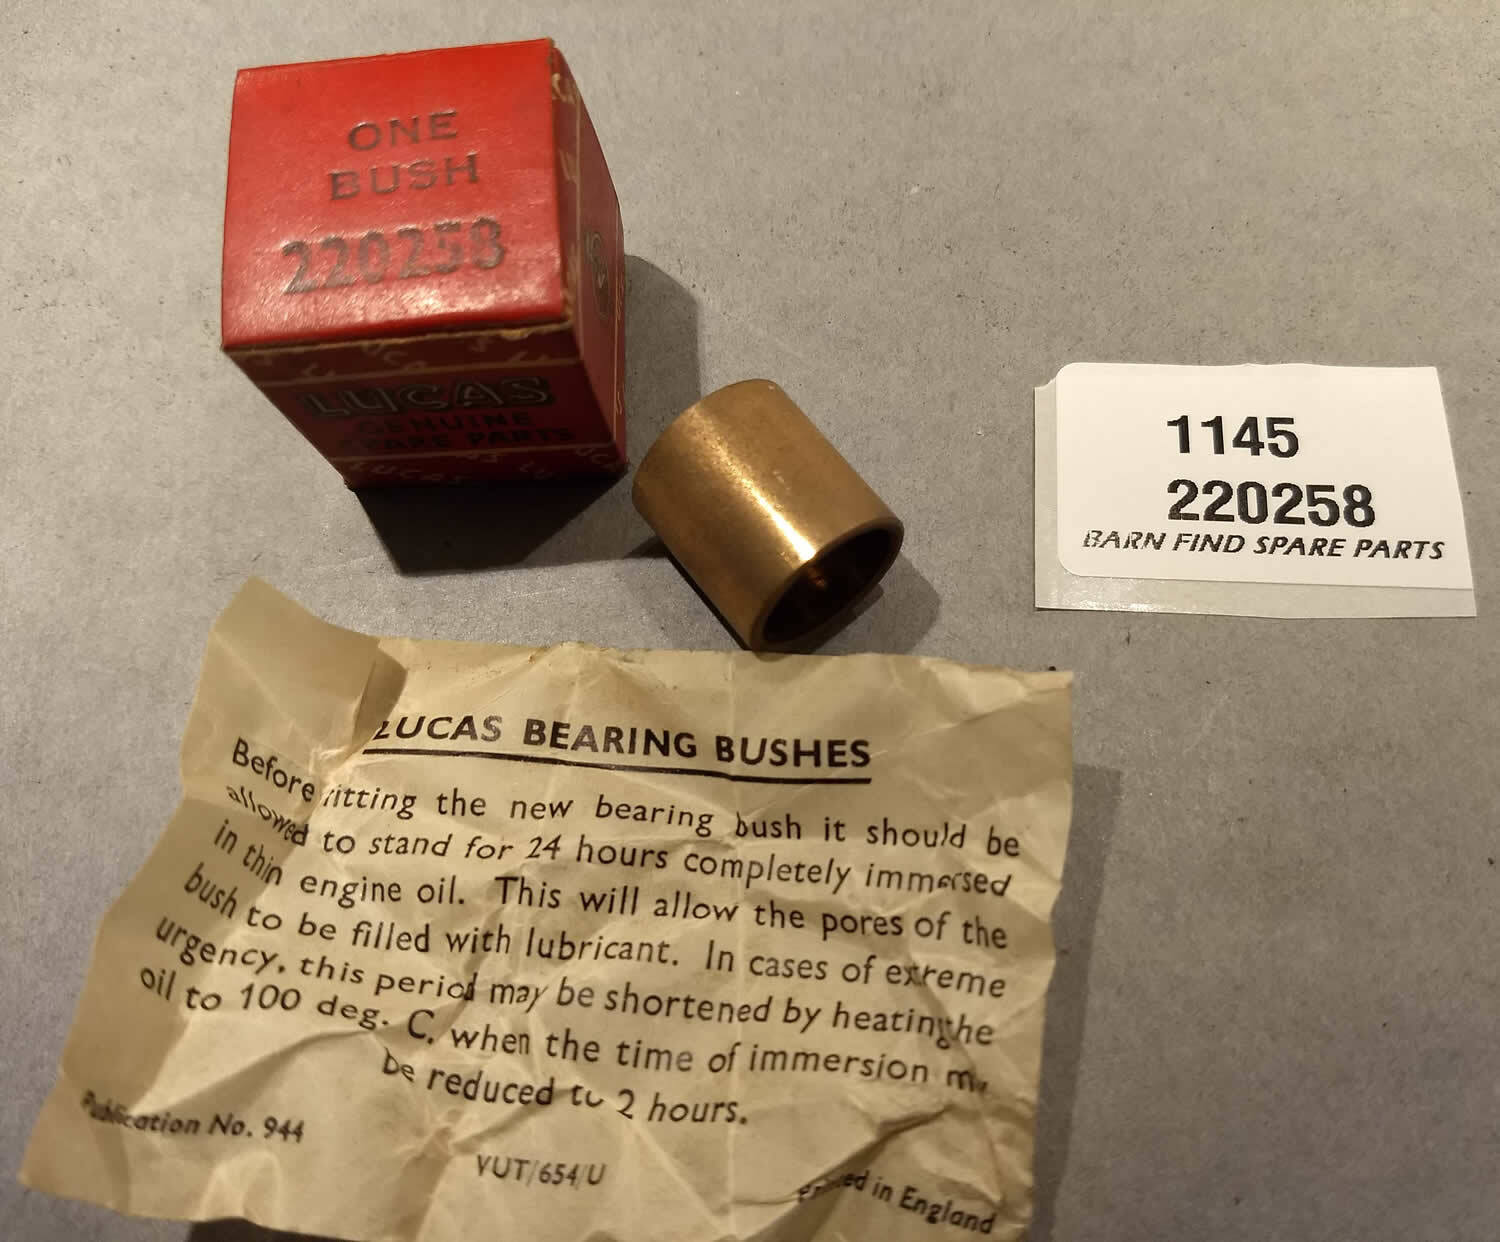 ONE
BUSH
220258
LUCAS
GENUINE
SPARE PARTS
1145
220258
BARN FIND SPARE PARTS
LUCAS BEARING BUSHES
Before fitting the new bearing bush it should be
allowed to stand for 24 hours completely immersed
in thin engine oil. This will allow the pores of the
bush to be filled with lubricant. In cases of extreme
urgency, this period may be shortened by heating the
oil to 100 deg. C. when the time of immersion
be reduced to 2 hours.
Publication No. 944
VUT/654/U
Printed in England